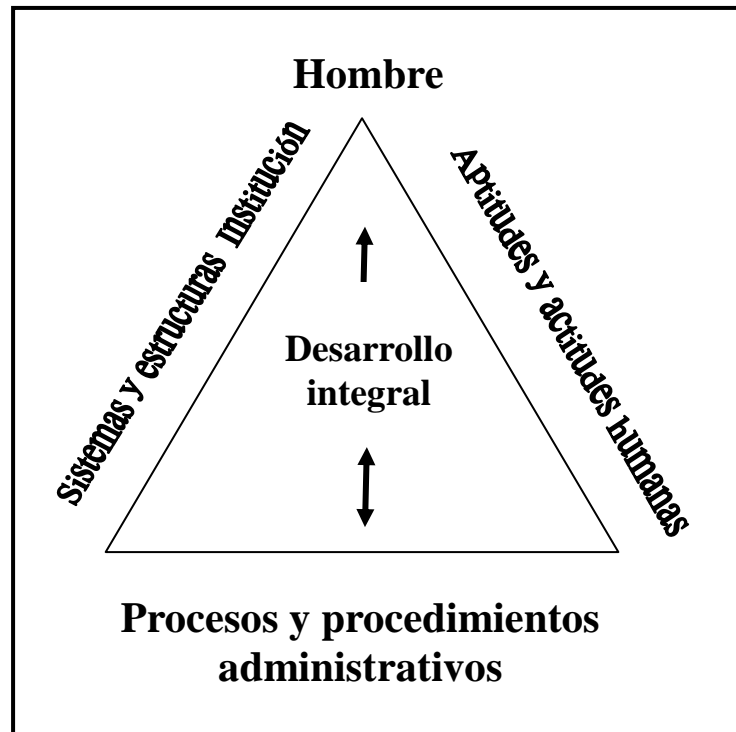 Hombre
Sistemas y estructuras Institución
Aptitudes y actitudes humanas
Desarrollo
integral
Procesos y procedimientos
administrativos